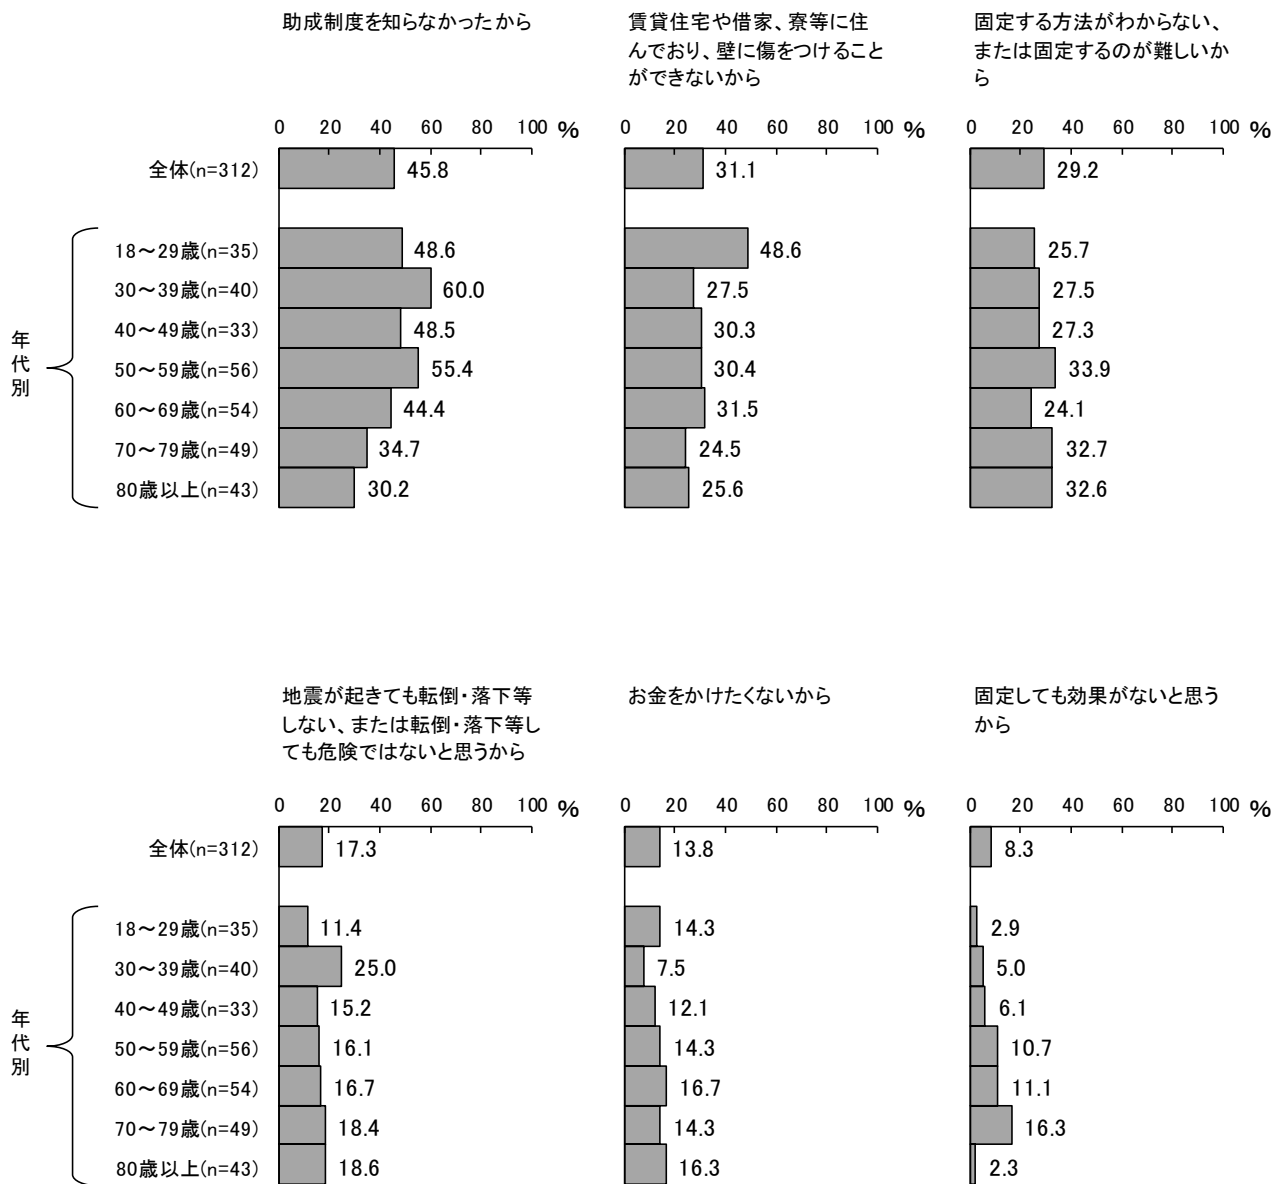 助成制度を知らなかったから
賃貸住宅や借家、寮等に住
んでおり、壁に傷をつけること
ができないから
固定する方法がわからない、
または固定するのが難しいか
ら
0 20 40 60 80 100 %
0 20 40 60 80 100 %
0 20 40 60 80 100 %
全体(n=312) 45.8 31.1 29.2
18～29歳(n=35) 48.6 48.6 25.7
30～39歳(n=40) 60.0 27.5 27.5
40～49歳(n=33) 48.5 30.3 27.3
50～59歳(n=56) 55.4 30.4 33.9
60～69歳(n=54) 44.4 31.5 24.1
70～79歳(n=49) 34.7 24.5 32.7
80歳以上(n=43) 30.2 25.6 32.6
年代別
地震が起きても転倒・落下等
しない、または転倒・落下等し
ても危険ではないと思うから
お金をかけたくないから
固定しても効果がないと思う
から
0 20 40 60 80 100 %
0 20 40 60 80 100 %
0 20 40 60 80 100 %
全体(n=312) 17.3 13.8 8.3
18～29歳(n=35) 11.4 14.3 2.9
30～39歳(n=40) 25.0 7.5 5.0
40～49歳(n=33) 15.2 12.1 6.1
50～59歳(n=56) 16.1 14.3 10.7
60～69歳(n=54) 16.7 16.7 11.1
70～79歳(n=49) 18.4 14.3 16.3
80歳以上(n=43) 18.6 16.3 2.3
年代別